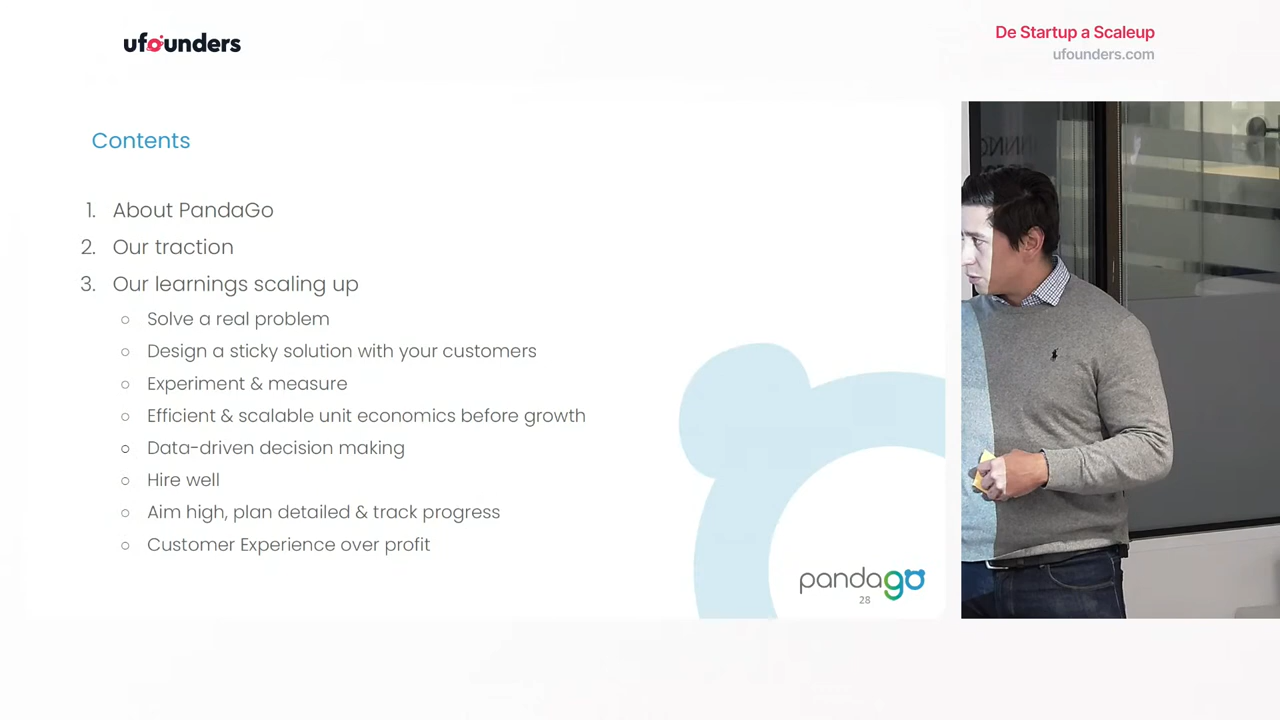 ufounders
De Startup a Scaleup
ufounders.com
Contents
1. About PandaGo
2. Our traction
3. Our learnings scaling up
○ Solve a real problem
○ Design a sticky solution with your customers
○ Experiment & measure
○ Efficient & scalable unit economics before growth
○ Data-driven decision making
○ Hire well
○ Aim high, plan detailed & track progress
○ Customer Experience over profit
pandago
28